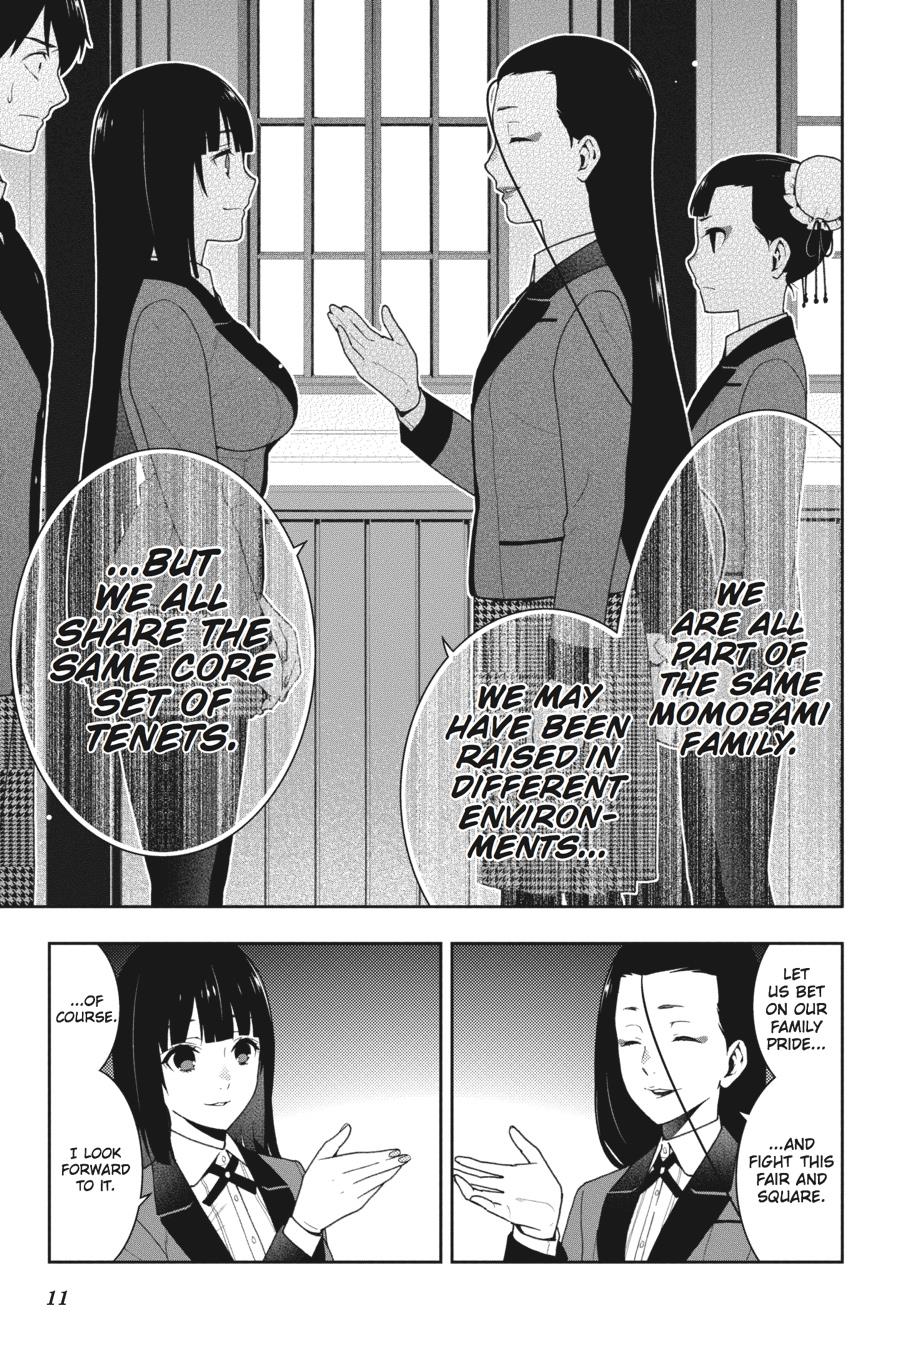 WE
ARE ALL
PART OF
THE SAME
MOMOBAMI
FAMILY.
WE MAY
HAVE BEEN
RAISED IN
DIFFERENT
ENVIRON-
MENTS...
...BUT
WE ALL
SHARE THE
SAME CORE
SET OF
TENETS.
LET
US BET
ON OUR
FAMILY
PRIDE...
...AND
FIGHT THIS
FAIR AND
SQUARE.
...OF
COURSE.
I LOOK
FORWARD
TO IT.
11